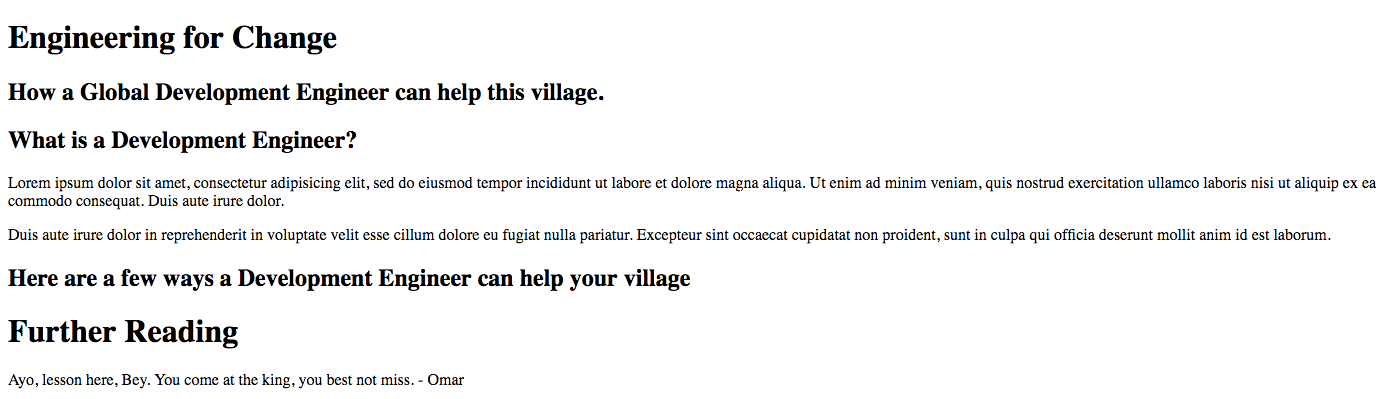 Engineering for Change
How a Global Development Engineer can help this village.
What is a Development Engineer?
Lorem ipsum dolor sit amet, consectetur adipisicing elit, sed do eiusmod tempor incididunt ut labore et dolore magna aliqua. Ut enim ad minim veniam, quis nostrud exercitation ullamco laboris nisi ut aliquip ex ea
commodo consequat. Duis aute irure dolor.
Duis aute irure dolor in reprehenderit in voluptate velit esse cillum dolore eu fugiat nulla pariatur. Excepteur sint occaecat cupidatat non proident, sunt in culpa qui officia deserunt mollit anim id est laborum.
Here are a few ways a Development Engineer can help your village
Further Reading
Ayo, lesson here, Bey. You come at the king, you best not miss. - Omar